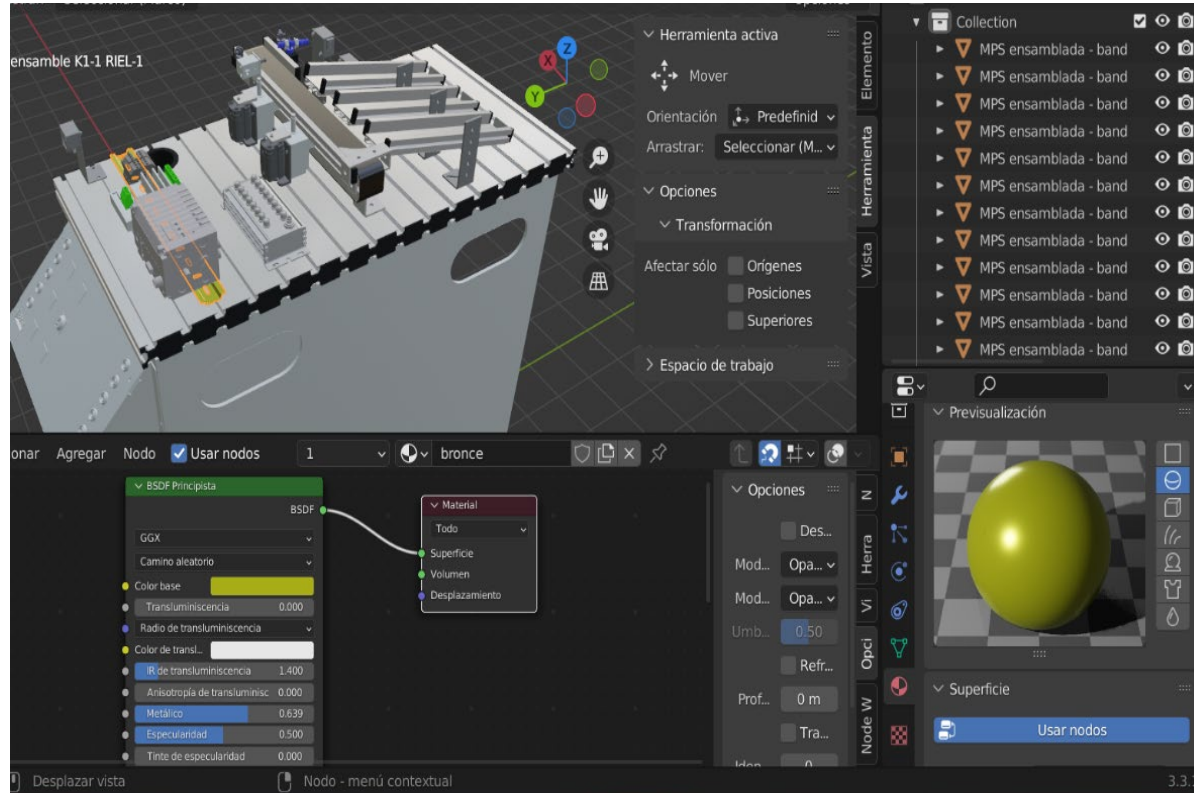 ensamble K1-1 RIEL-1
X
Y
Z
Herramienta activa
Mover
Orientación Predefinid
Arrastrar: Seleccionar (M...
Opciones
Transformación
Afectar sólo Orígenes
Posiciones
Superiores
Espacio de trabajo
Elemento
Herramienta
Vista
Collection
MPS ensamblada - band
MPS ensamblada - band
MPS ensamblada - band
MPS ensamblada - band
MPS ensamblada - band
MPS ensamblada - band
MPS ensamblada - band
MPS ensamblada - band
MPS ensamblada - band
MPS ensamblada - band
MPS ensamblada - band
MPS ensamblada - band
onar Agregar Nodo Usar nodos 1 bronce
BSDF Principista
BSDF
GGX
Camino aleatorio
Color base
Transluminiscencia 0.000
Radio de transluminiscencia
Color de transl...
IR de transluminiscencia 1.400
Anisotropía de transluminisc 0.000
Metálico 0.639
Especularidad 0.500
Tinte de especularidad 0.000
Material
Todo
Superficie
Volumen
Desplazamiento
Opciones
Des...
Mod... Opa...
Mod... Opa...
Umb... 0.50
Refr...
Prof... 0 m
Tra...
N
Herra
Vi
Opci
Node W
Previsualización
Superficie
Usar nodos
Desplazar vista
Nodo - menú contextual